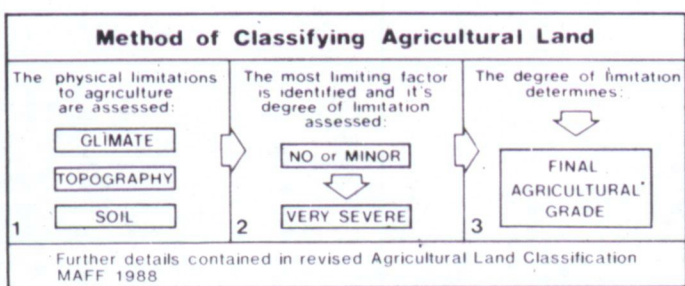 Method of Classifying Agricultural Land
The physical limitations
to agriculture
are assessed:
GLIMATE
TOPOGRAPHY
SOIL
1
The most limiting factor
is identified and it's
degree of limitation
assessed:
NO or MINOR
VERY SEVERE
2
The degree of limitation
determines:
FINAL
AGRICULTURAL
GRADE
3
Further details contained in revised Agricultural Land Classification
MAFF 1988